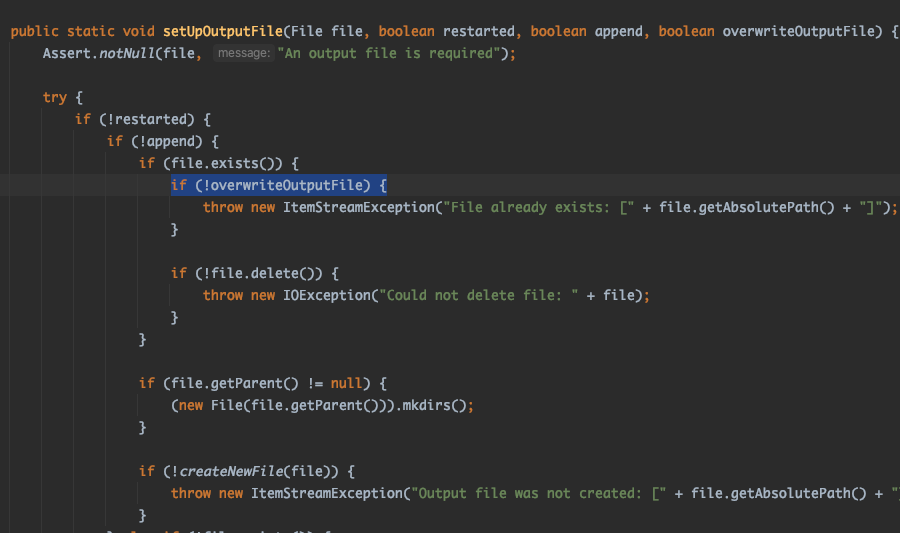 public static void setUpOutputFile(File file, boolean restarted, boolean append, boolean overwriteOutputFile) {
Assert.notNull(file, message: "An output file is required");
try {
if (!restarted) {
if (!append) {
if (file.exists()) {
if (!overwriteOutputFile) {
throw new ItemStreamException("File already exists: [" + file.getAbsolutePath() + "]");
}
if (!file.delete()) {
throw new IOException("Could not delete file: " + file);
}
}
if (file.getParent() != null) {
(new File(file.getParent())).mkdirs();
}
if (!createNewFile(file)) {
throw new ItemStreamException("Output file was not created: [" + file.getAbsolutePath() + "]
}